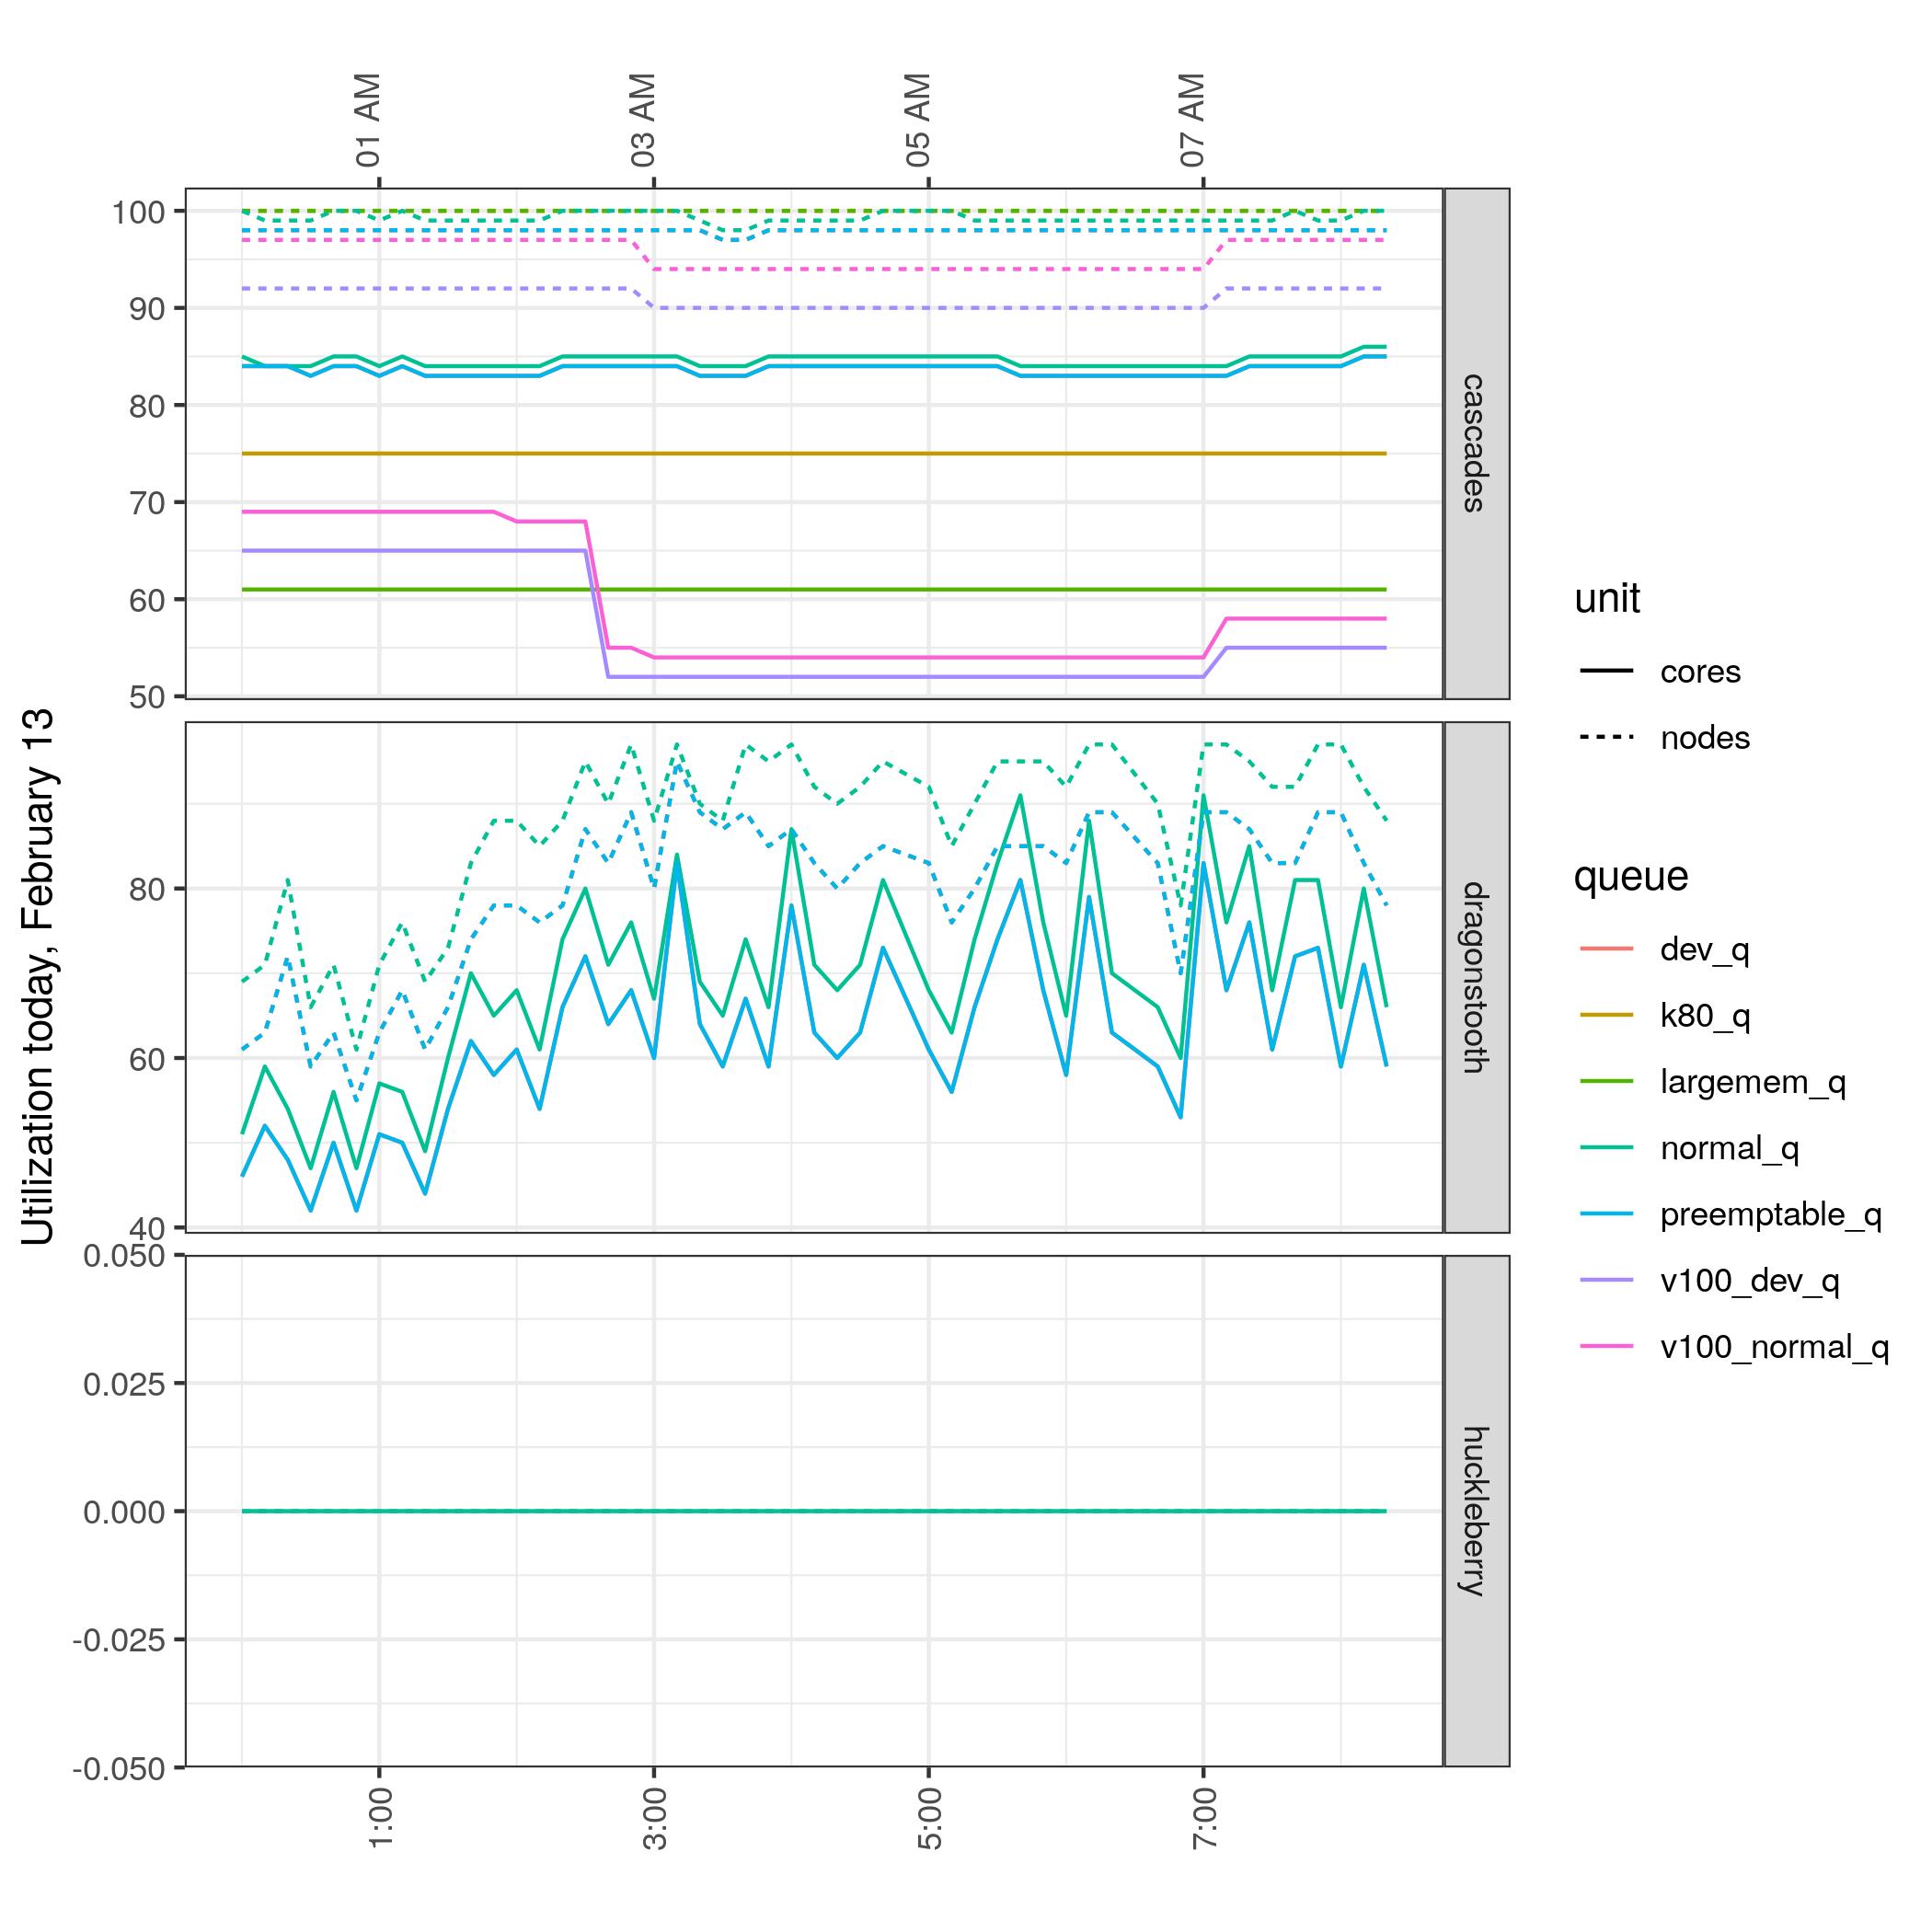 01 AM
03 AM
05 AM
07 AM
100
90
80
70
60
50
cascades
80
60
40
dragonstooth
0.050
0.025
0.000
-0.025
-0.050
huckleberry
1:00
3:00
5:00
7:00
Utilization today, February 13
unit
cores
nodes
queue
dev_q
k80_q
largemem_q
normal_q
preemptable_q
v100_dev_q
v100_normal_q